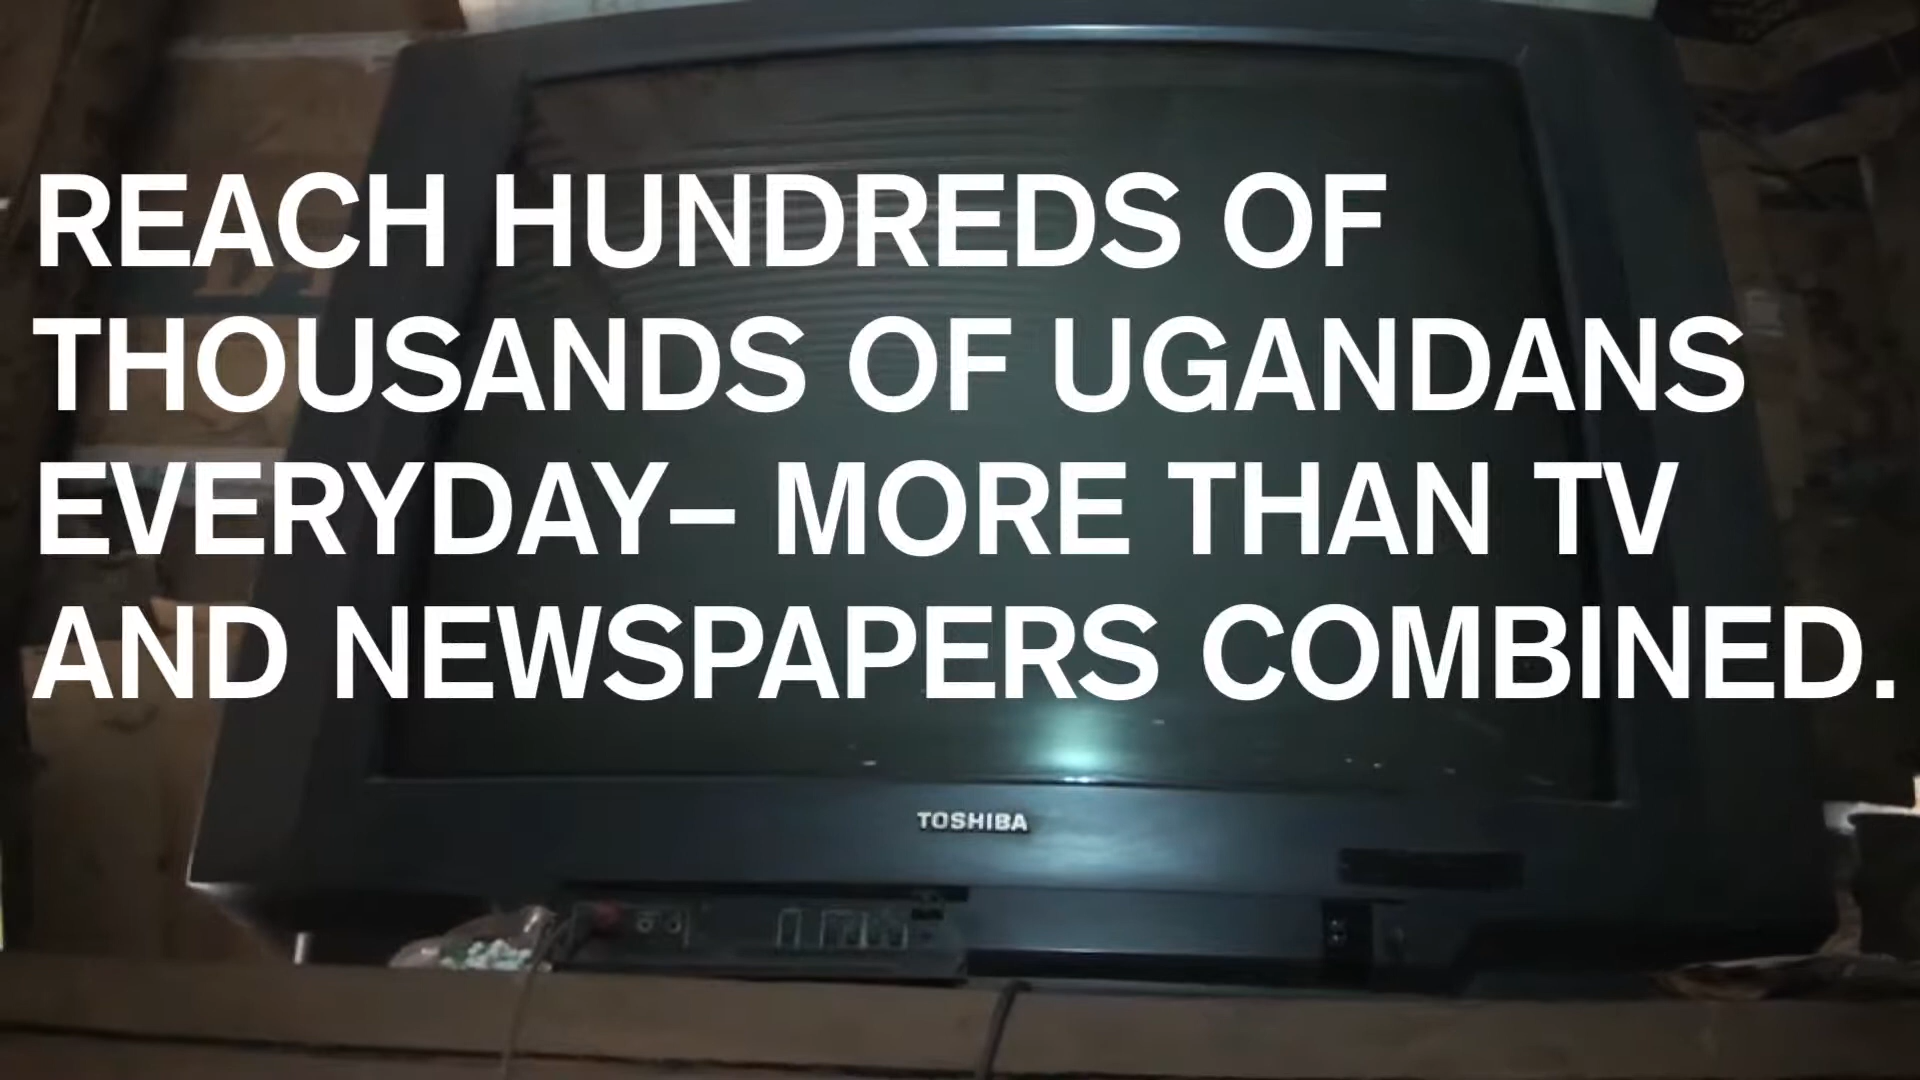 REACH HUNDREDS OF
THOUSANDS OF UGANDANS
EVERYDAY– MORE THAN TV
AND NEWSPAPERS COMBINED.
TOSHIBA